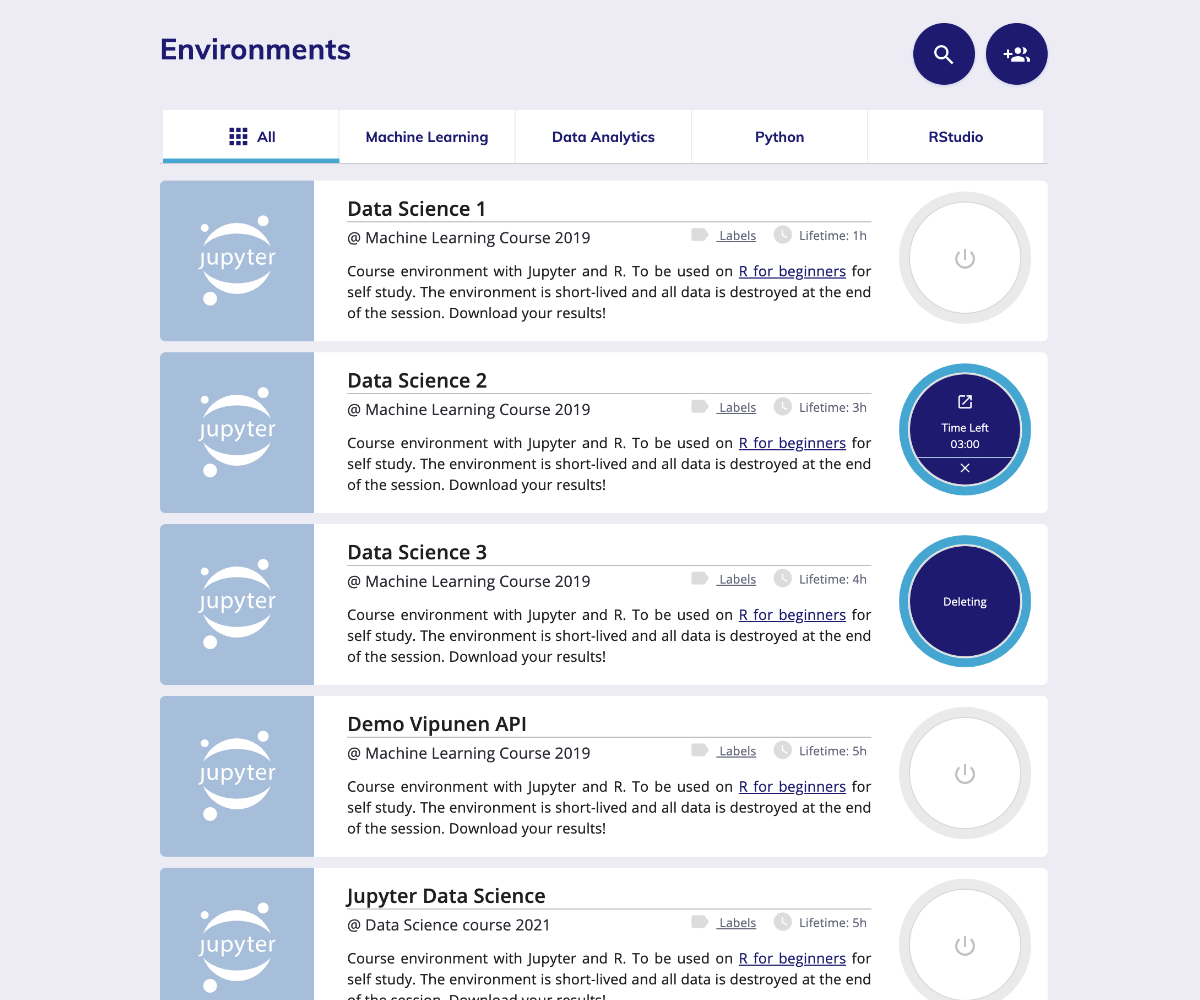 Environments
All
Machine Learning
Data Analytics
Python
RStudio
jupyter
Data Science 1
@ Machine Learning Course 2019
Labels
Lifetime: 1h
Course environment with Jupyter and R. To be used on R for beginners for
self study. The environment is short-lived and all data is destroyed at the end
of the session. Download your results!
jupyter
Data Science 2
@ Machine Learning Course 2019
Labels
Lifetime: 3h
Course environment with Jupyter and R. To be used on R for beginners for
self study. The environment is short-lived and all data is destroyed at the end
of the session. Download your results!
Time Left
03:00
jupyter
Data Science 3
@ Machine Learning Course 2019
Labels
Lifetime: 4h
Course environment with Jupyter and R. To be used on R for beginners for
self study. The environment is short-lived and all data is destroyed at the end
of the session. Download your results!
Deleting
jupyter
Demo Vipunen API
@ Machine Learning Course 2019
Labels
Lifetime: 5h
Course environment with Jupyter and R. To be used on R for beginners for
self study. The environment is short-lived and all data is destroyed at the end
of the session. Download your results!
jupyter
Jupyter Data Science
@ Data Science course 2021
Labels
Lifetime: 5h
Course environment with Jupyter and R. To be used on R for beginners for
self study. The environment is short-lived and all data is destroyed at the end
of the session. Download your results!